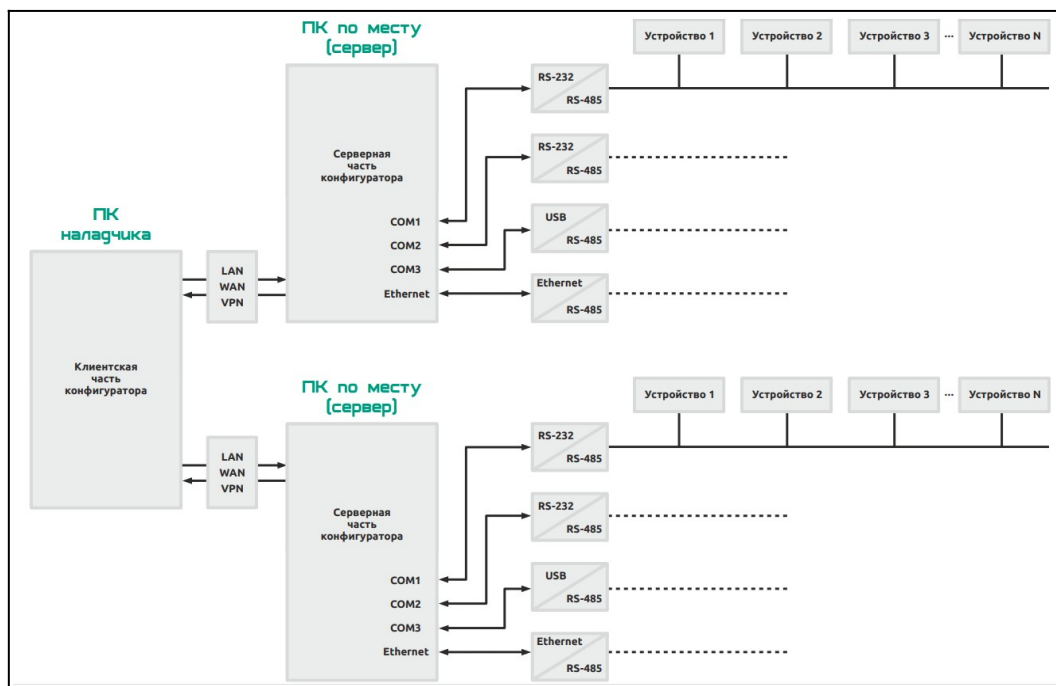 ПК по месту
(сервер)
Устройство 1
Устройство 2
Устройство 3
...
Устройство N
RS-232
RS-485
Серверная
часть
конфигуратора
RS-232
RS-485
ПК
наладчика
COM1
COM2
COM3
Ethernet
USB
RS-485
LAN
WAN
VPN
Ethernet
RS-485
Клиентская
часть
конфигуратора
ПК по месту
(сервер)
Устройство 1
Устройство 2
Устройство 3
...
Устройство N
RS-232
RS-485
LAN
WAN
VPN
Серверная
часть
конфигуратора
RS-232
RS-485
COM1
COM2
COM3
Ethernet
USB
RS-485
Ethernet
RS-485